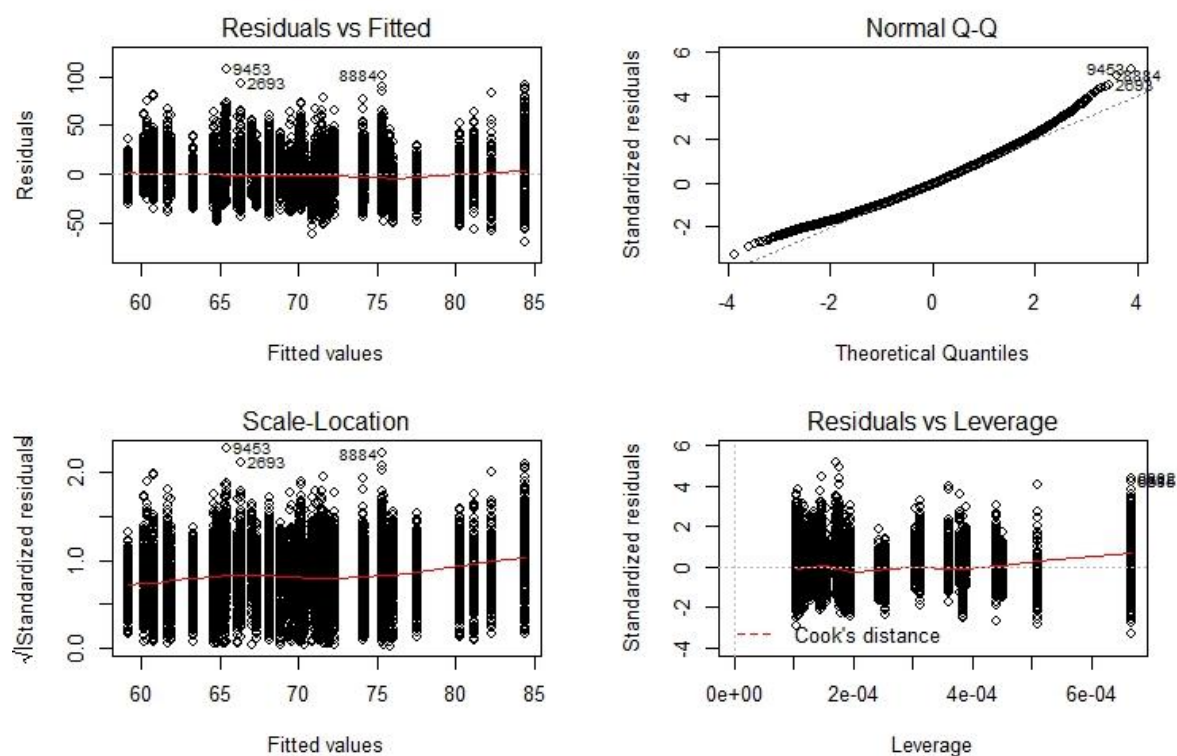 Residuals vs Fitted
Residuals
100
50
0
-50
9453
2693
8884
60 65 70 75 80 85
Fitted values
Normal Q-Q
Standardized residuals
6
4
2
0
-2
9453
2693
-4 -2 0 2 4
Theoretical Quantiles
Scale-Location
√|Standardized residuals|
2.0
1.0
0.0
9453
2693
8884
60 65 70 75 80 85
Fitted values
Residuals vs Leverage
Standardized residuals
6
4
2
0
-2
-4
Cook's distance
0e+00 2e-04 4e-04 6e-04
Leverage